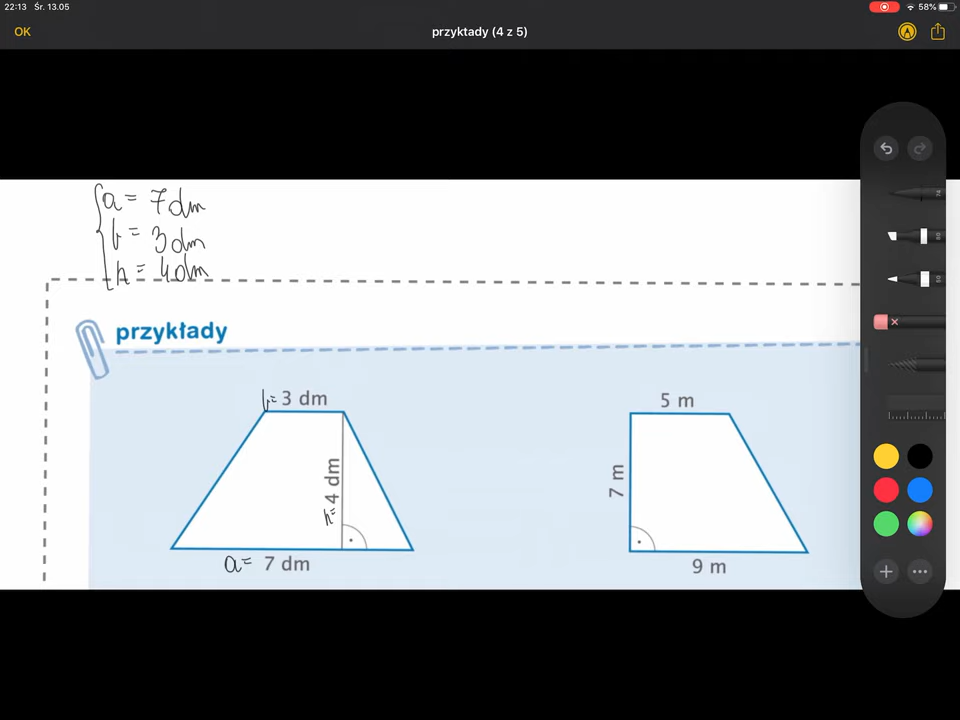 22:13 Śr. 13.05
58%
OK
przyktady (4 z 5)
a = 7dm
b = 3dm
h = 4dm
przykłady
b= 3 dm
h= 4 dm
a= 7 dm
5 m
7 m
9 m